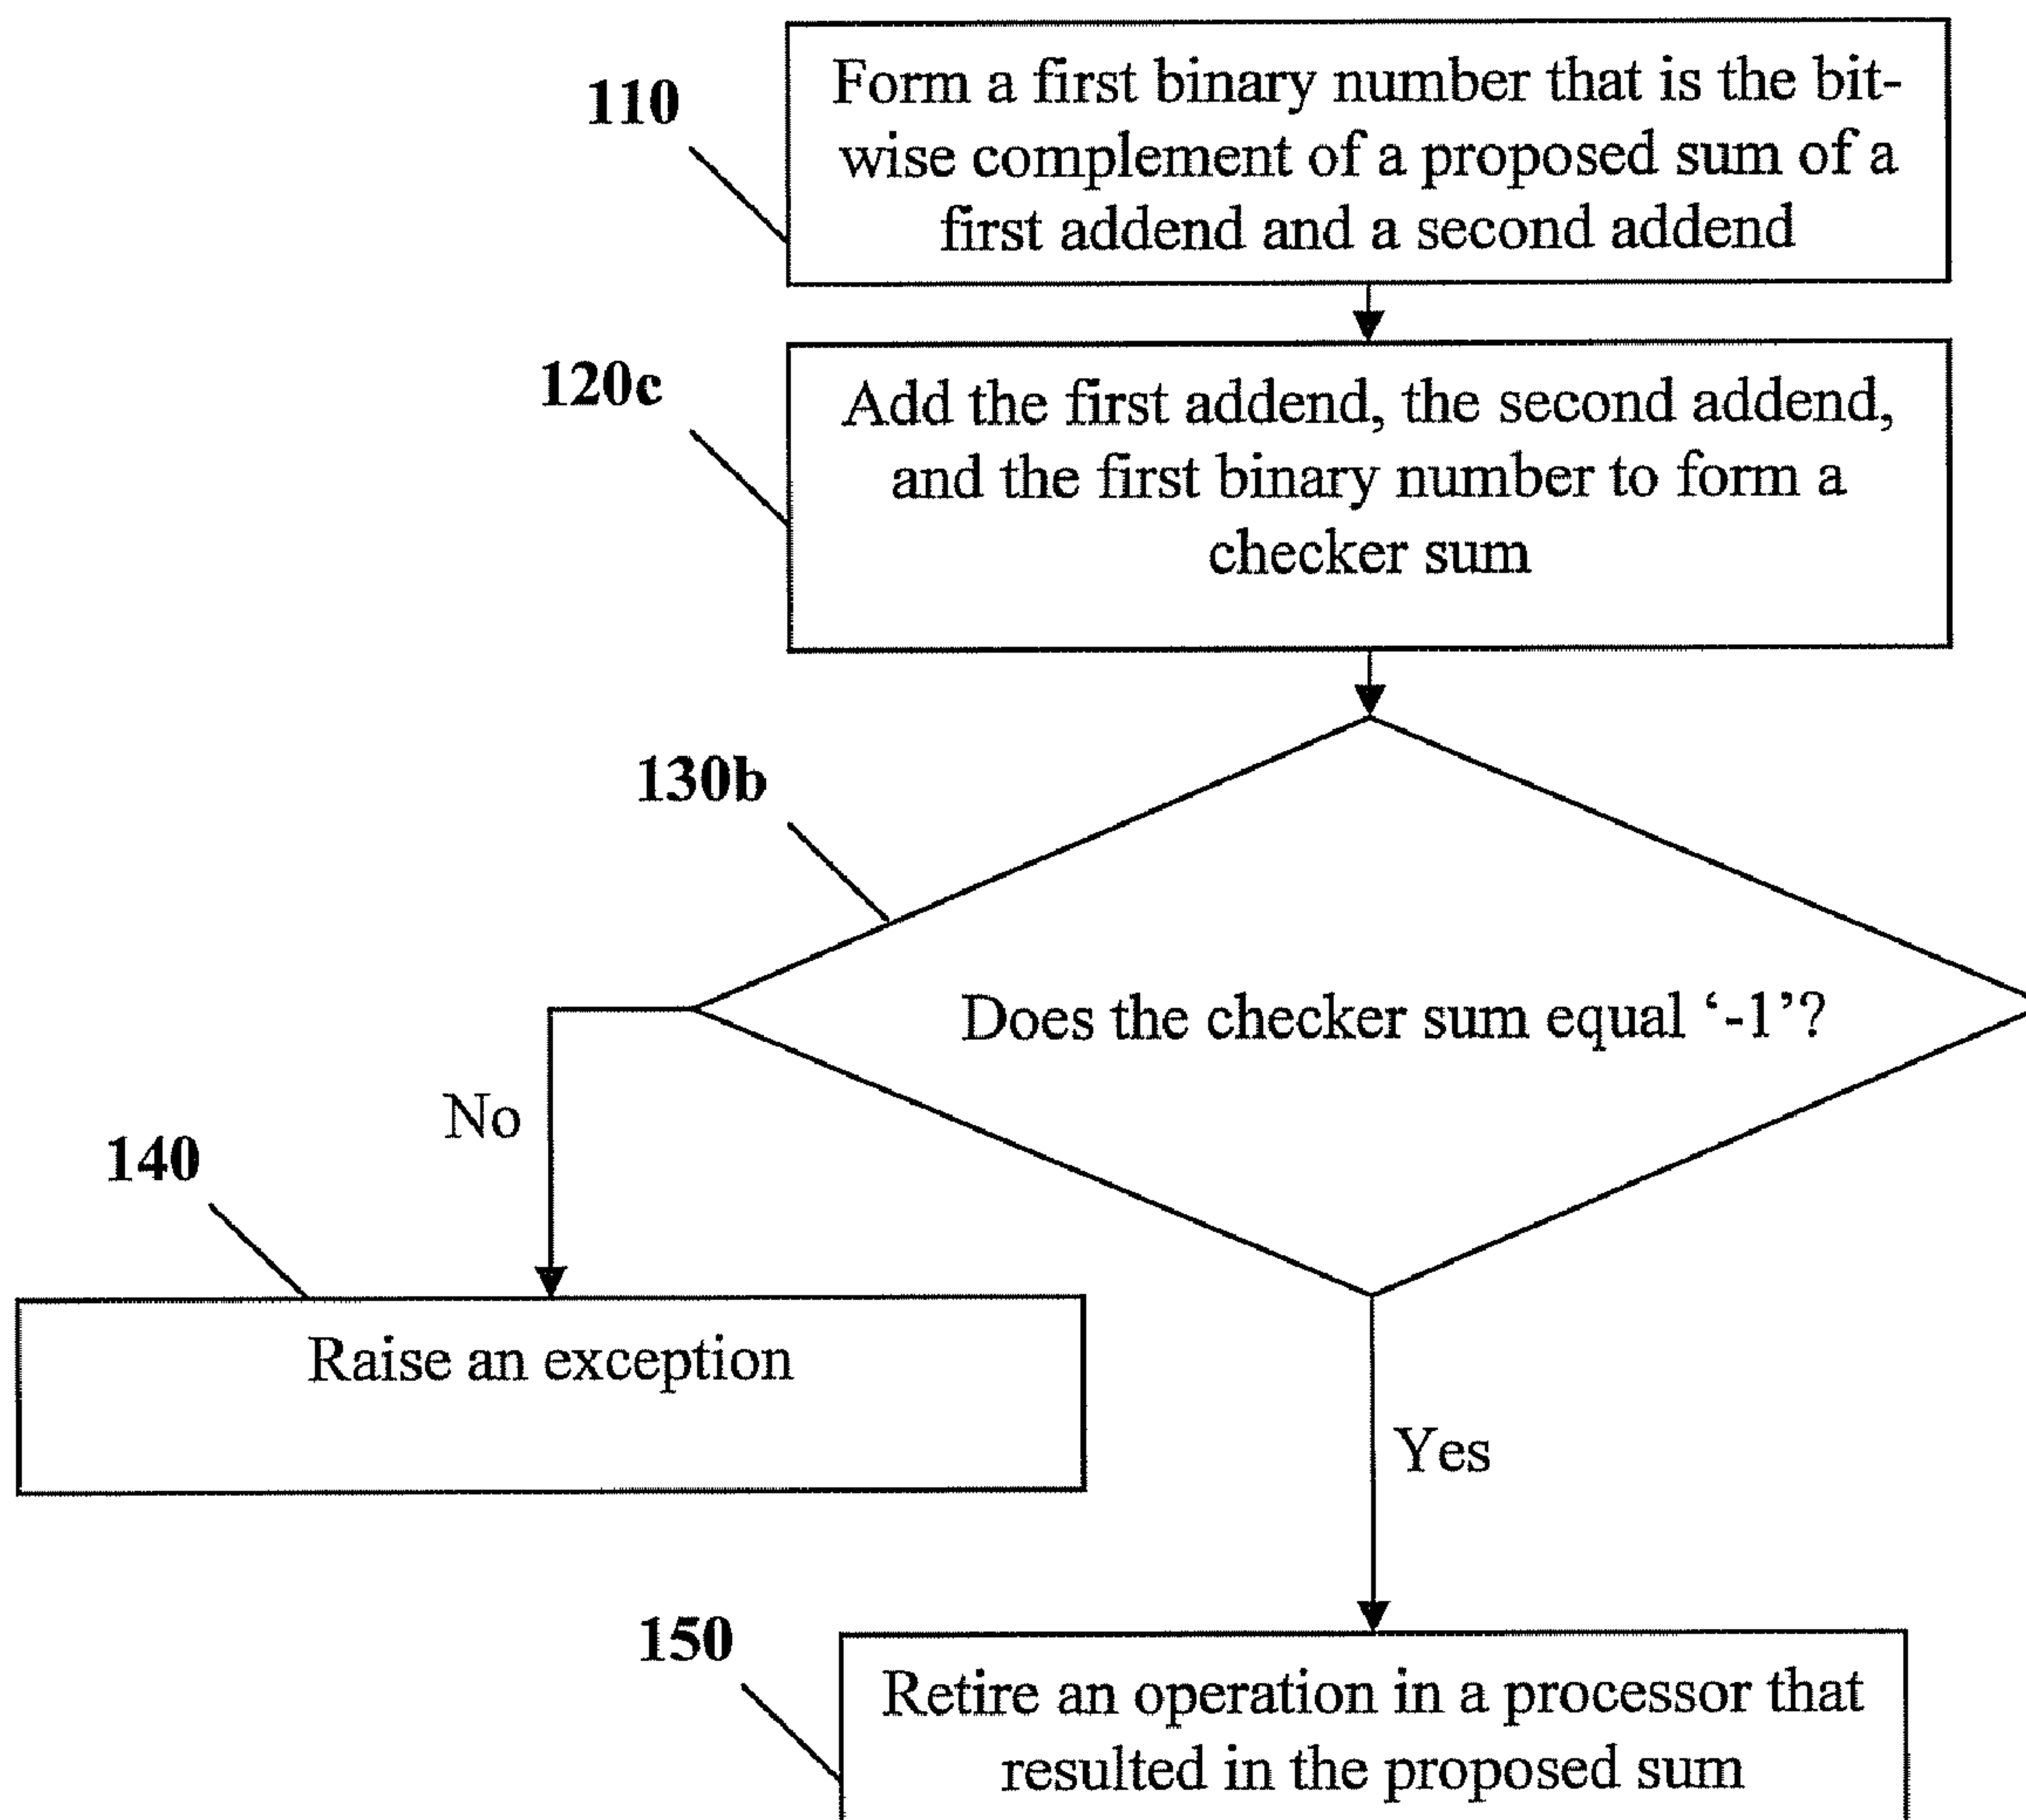 110
Form a first binary number that is the bit-
wise complement of a proposed sum of a
first addend and a second addend
120c
Add the first addend, the second addend,
and the first binary number to form a
checker sum
130b
Does the checker sum equal ‘-1’?
No
140
Raise an exception
Yes
150
Retire an operation in a processor that
resulted in the proposed sum